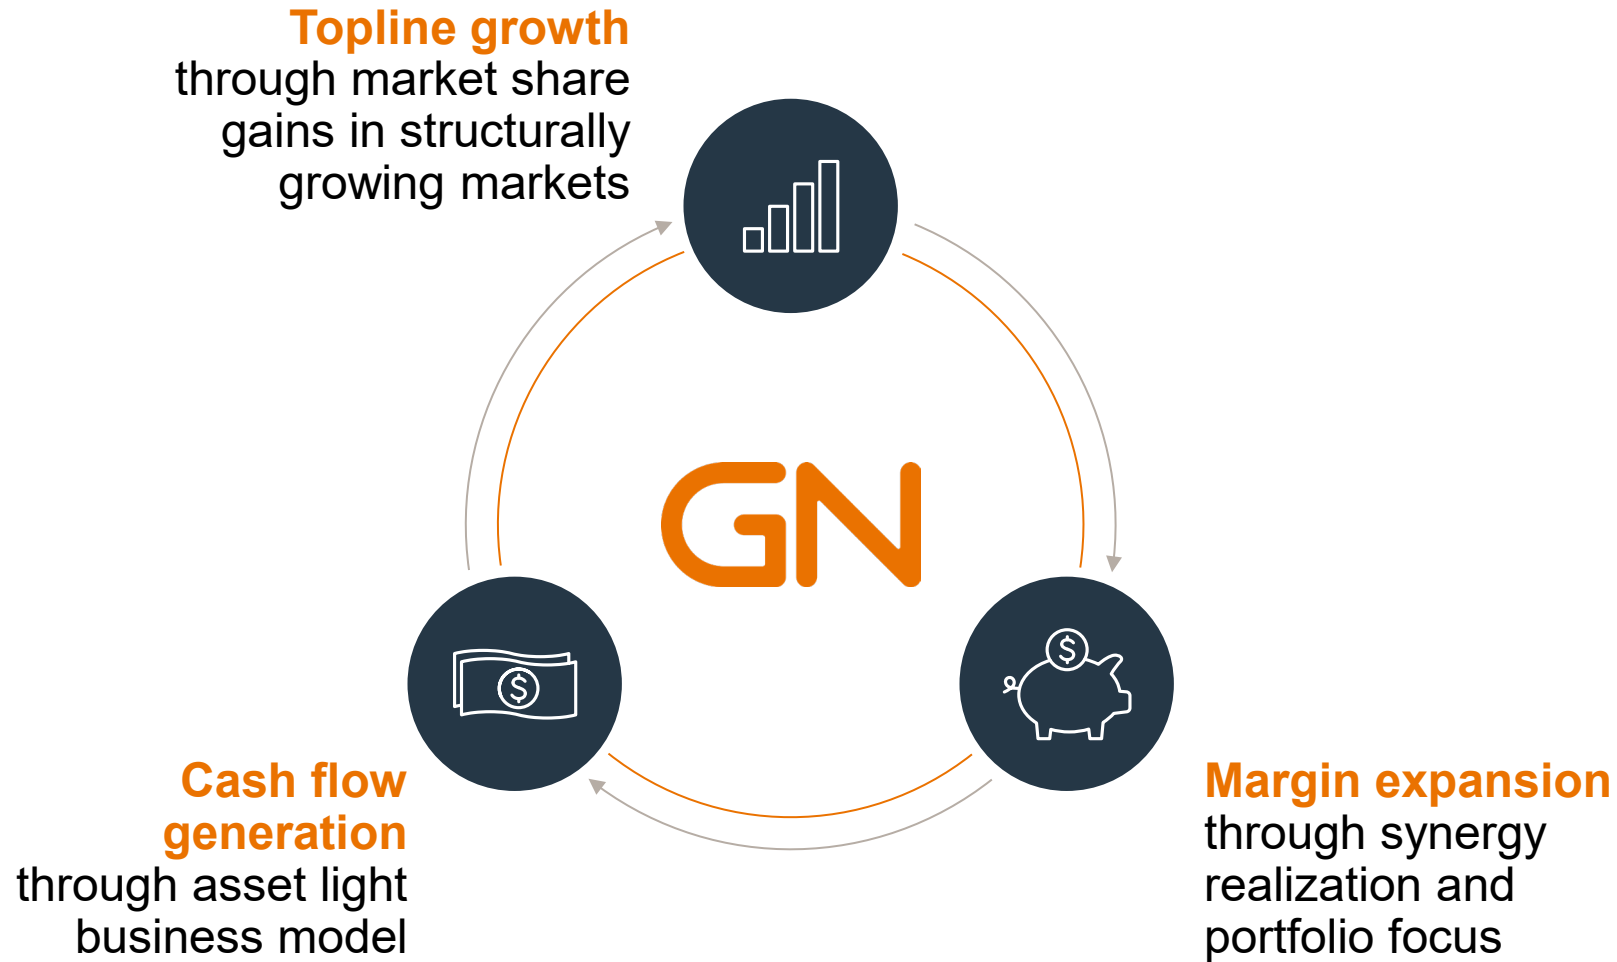 Topline growth
through market share
gains in structurally
growing markets
GN
$
$
Cash flow
generation
through asset light
business model
Margin expansion
through synergy
realization and
portfolio focus